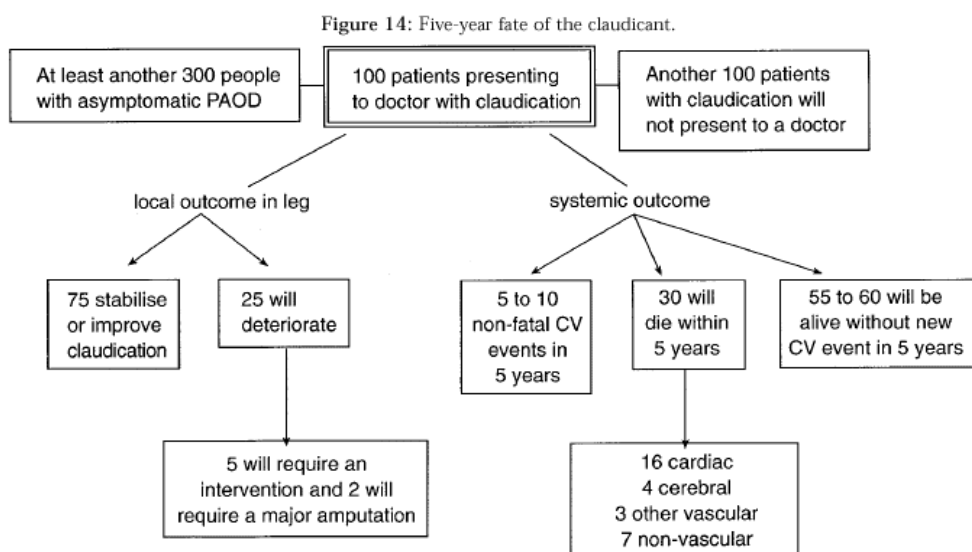 Figure 14: Five-year fate of the claudicant.
At least another 300 people
with asymptomatic PAOD
100 patients presenting
to doctor with claudication
Another 100 patients
with claudication will
not present to a doctor
local outcome in leg
systemic outcome
75 stabilise
or improve
claudication
25 will
deteriorate
5 to 10
non-fatal CV
events in
5 years
30 will
die within
5 years
55 to 60 will be
alive without new
CV event in 5 years
5 will require an
intervention and 2 will
require a major amputation
16 cardiac
4 cerebral
3 other vascular
7 non-vascular